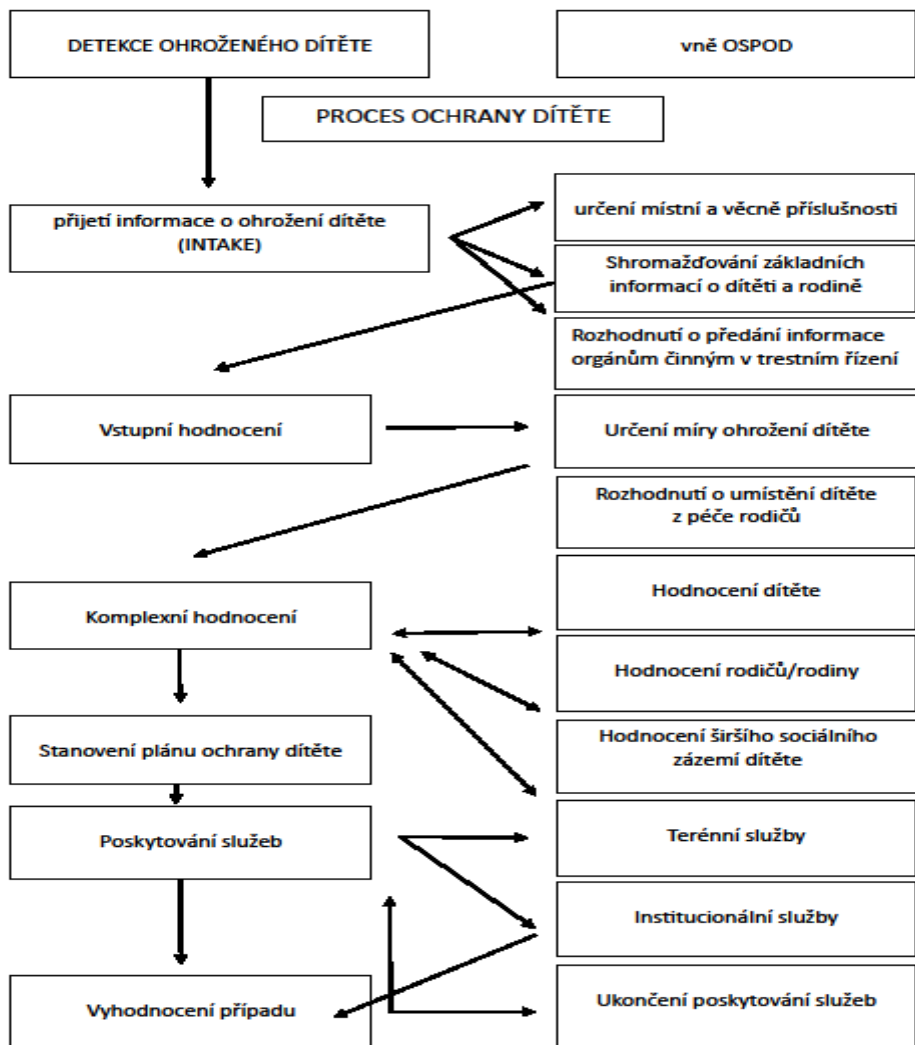 DETEKCE OHROŽENÉHO DÍTĚTE
vně OSPOD
PROCES OCHRANY DÍTĚTE
přijetí informace o ohrožení dítěte
(INTAKE)
určení místní a věcně příslušnosti
Shromažďování základních
informací o dítěti a rodině
Rozhodnutí o předání informace
orgánům činným v trestním řízení
Vstupní hodnocení
Určení míry ohrožení dítěte
Rozhodnutí o umístění dítěte
z péče rodičů
Komplexní hodnocení
Hodnocení dítěte
Hodnocení rodičů/rodiny
Stanovení plánu ochrany dítěte
Hodnocení širšího sociálního
zázemí dítěte
Poskytování služeb
Terénní služby
Institucionální služby
Vyhodnocení případu
Ukončení poskytování služeb